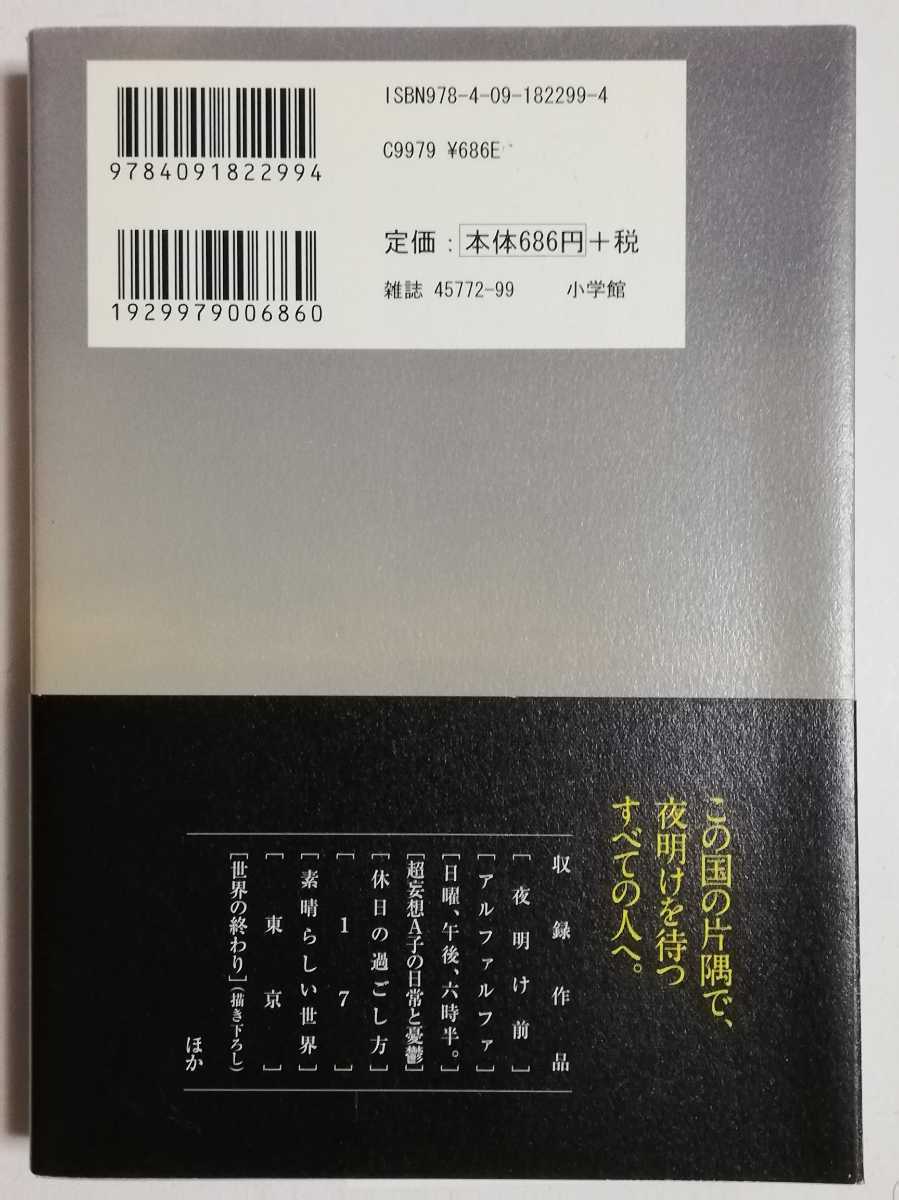 ISBN978-4-09-182299-4
9784091822994
C9979 ¥686E
1929979006860
定価：本体686円＋税
雑誌 45772-99 小学館
この国の片隅で、
夜明けを待つ
すべての人へ。
収録作品
［夜明け前］
［アルファルファ］
［日曜、午後、六時半。］
［超妄想A子の日常と憂鬱］
［休日の過ごし方］
［17］
［素晴らしい世界］
［東京］
［世界の終わり］（描き下ろし）
ほか